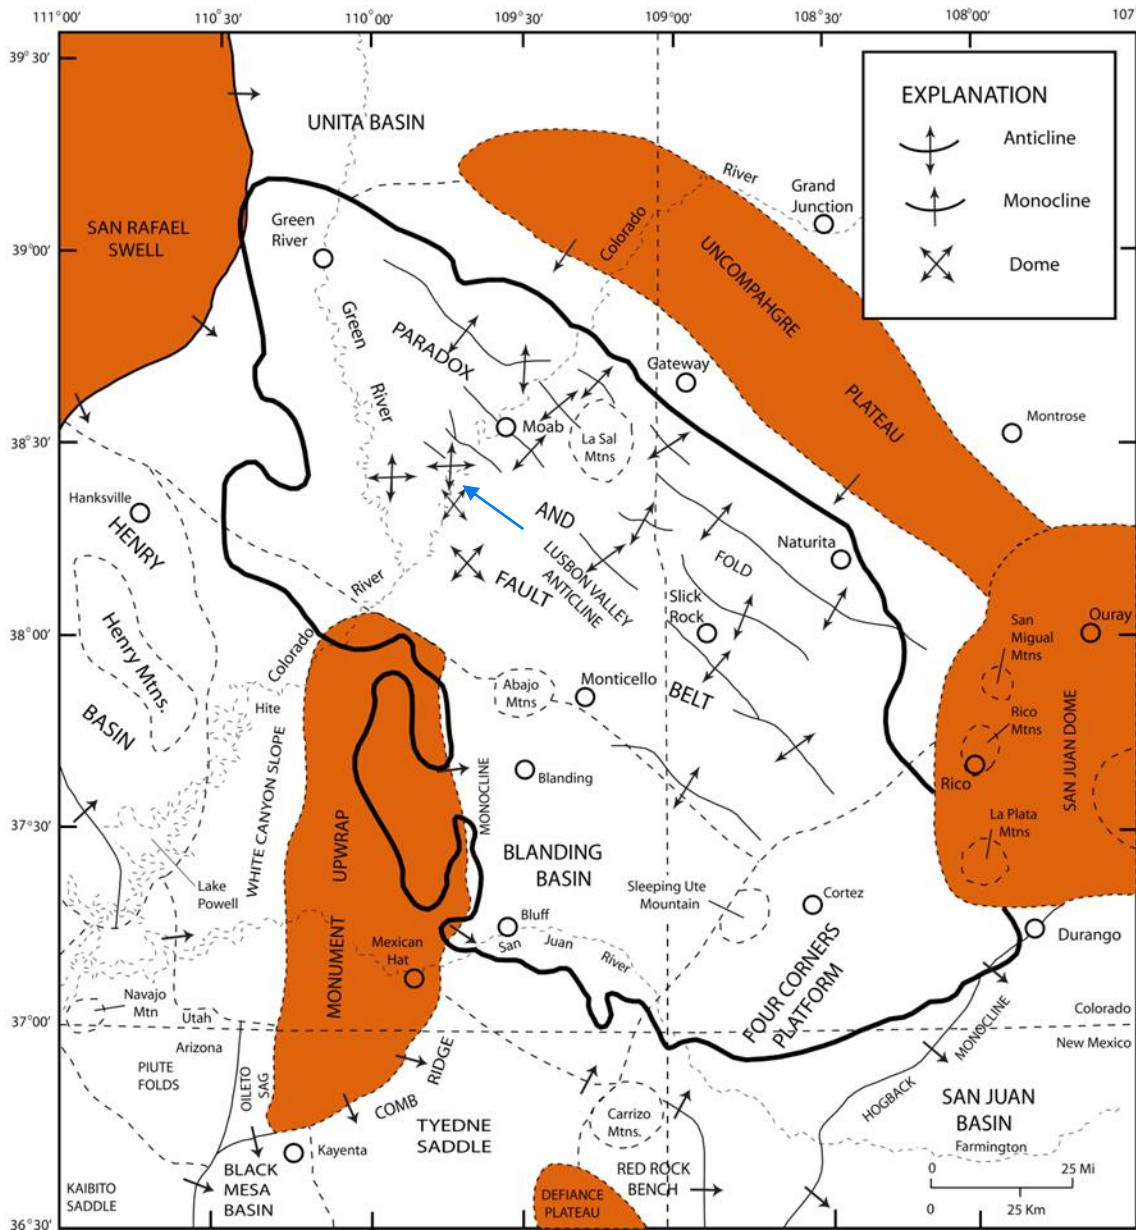 111°00'
110°30'
110°00'
109°30'
109°00'
108°30'
108°00'
107
39°30'
39°00'
38°30'
38°00'
37°30'
37°00'
36°30'
EXPLANATION
Anticline
Monocline
Dome
UNITA BASIN
SAN RAFAEL
SWELL
Green
River
Green
River
PARADOX
Colorado
River
Grand
Junction
UNCOMPAHGRE
PLATEAU
Gateway
Montrose
Moab
La Sal
Mtns
Hanksville
HENRY
BASIN
Henry Mtns.
AND
FAULT
LUSBON VALLEY
ANTICLINE
FOLD
BELT
Naturita
Slick
Rock
River
Colorado
Hite
Ouray
San
Migual
Mtns
Rico
Mtns
Rico
La Plata
Mtns
SAN JUAN DOME
Abajo
Mtns
Monticello
Blanding
MONOCLINE
WHITE CANYON SLOPE
MONUMENT
UPWRAP
BLANDING
BASIN
Lake
Powell
Sleeping Ute
Mountain
Cortez
Bluff
San
Juan
River
Mexican
Hat
FOUR CORNERS
PLATFORM
Durango
Navajo
Mtn
Utah
Arizona
Colorado
New Mexico
PIUTE
FOLDS
OILETO
SAG
COMB
RIDGE
HOGBACK
MONOCLINE
TYEDNE
SADDLE
Carrizo
Mtns.
SAN JUAN
BASIN
Farmington
Kayenta
BLACK
MESA
BASIN
KAIBITO
SADDLE
DEFIANCE
PLATEAU
RED ROCK
BENCH
0
25 Mi
0
25 Km